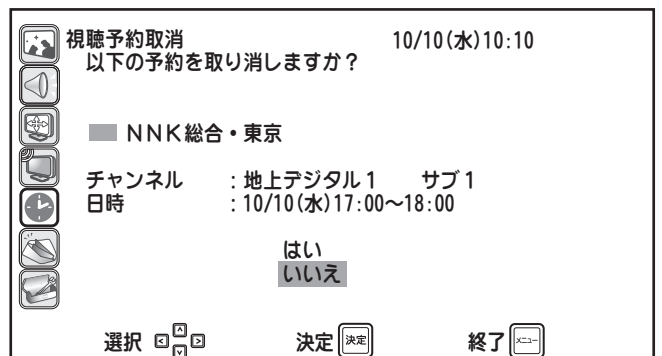 視聴予約取消 10/10(水)10:10
以下の予約を取り消しますか？
NNK総合・東京
チャンネル :地上デジタル1 サブ1
日時 :10/10(水)17:00～18:00
はい
いいえ
選択 決定 決定 終了 メニュー